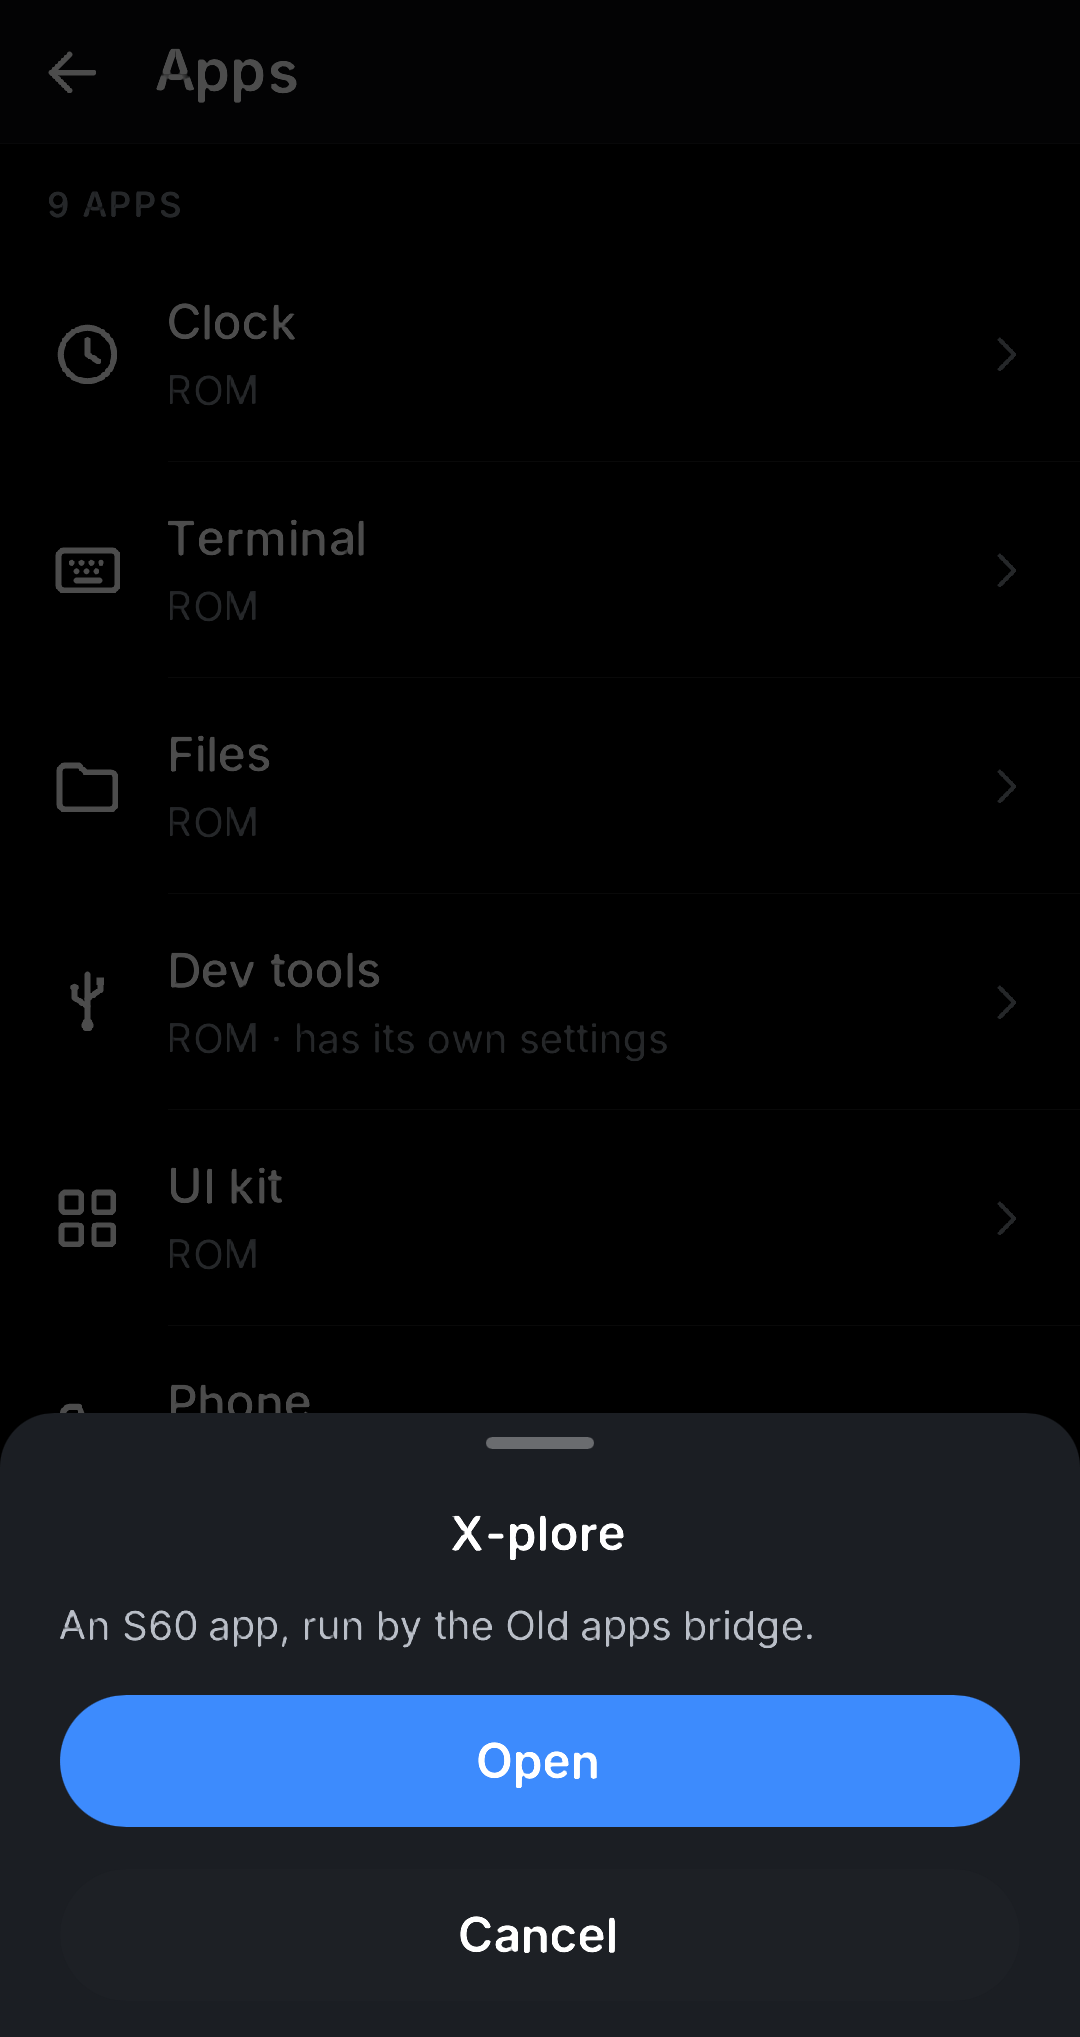 Apps
9 APPS
Clock
ROM
Terminal
ROM
Files
ROM
Dev tools
ROM · has its own settings
UI kit
ROM
Phone
X-plore
An S60 app, run by the Old apps bridge.
Open
Cancel